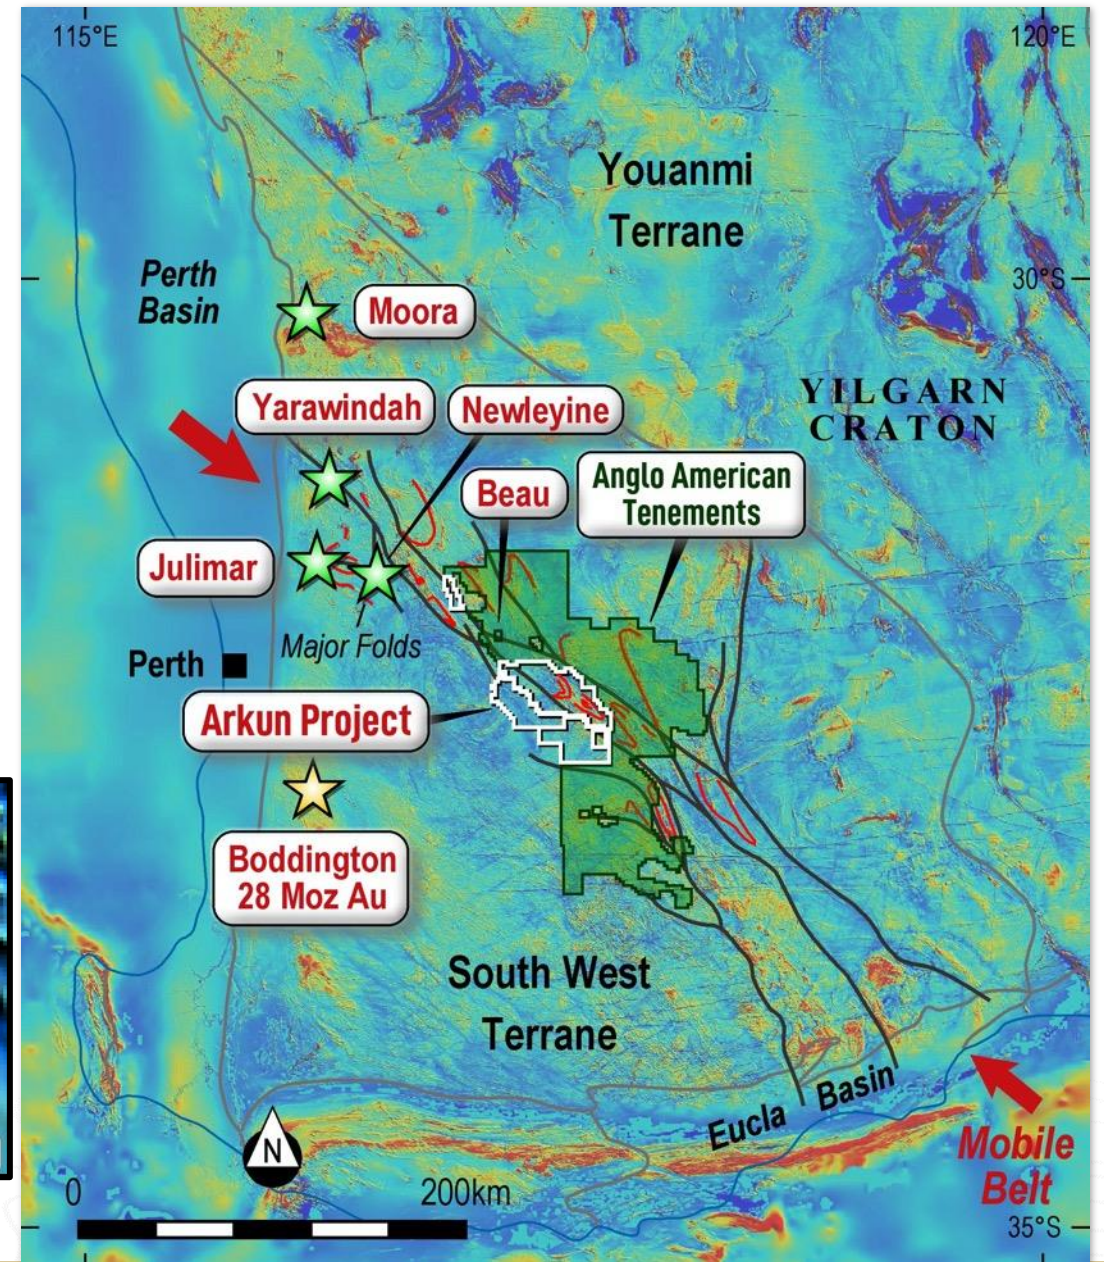 115°E
120°E
Youanmi
Terrane
Perth
Basin
30°S
Moora
YILGARN
CRATON
Yarawindah
Newleyine
Anglo American
Tenements
Beau
Julimar
Major Folds
Perth
Arkun Project
Boddington
28 Moz Au
South West
Terrane
Eucla Basin
Mobile
Belt
N
0
200km
35°S